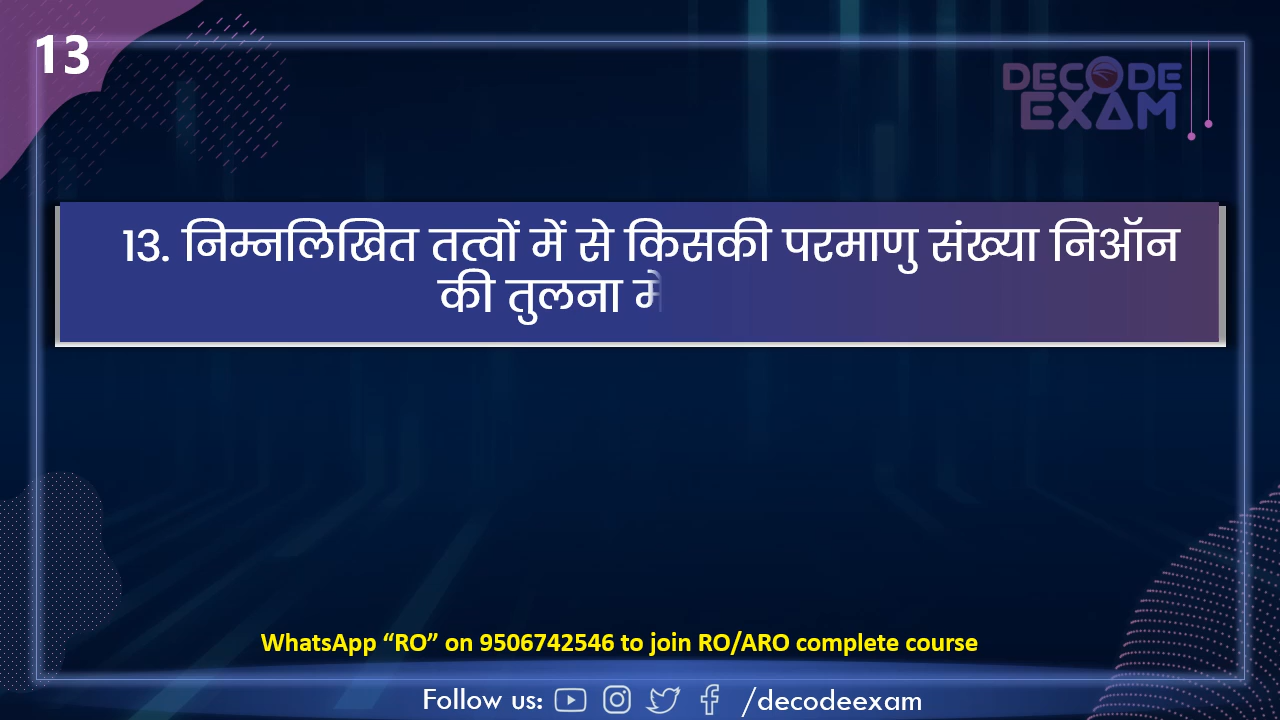 13
DECODE
EXAM
13. निम्नलिखित तत्वों में से किसकी परमाणु संख्या निऑन
की तुलना
WhatsApp “RO” on 9506742546 to join RO/ARO complete course
Follow us: /decodeexam